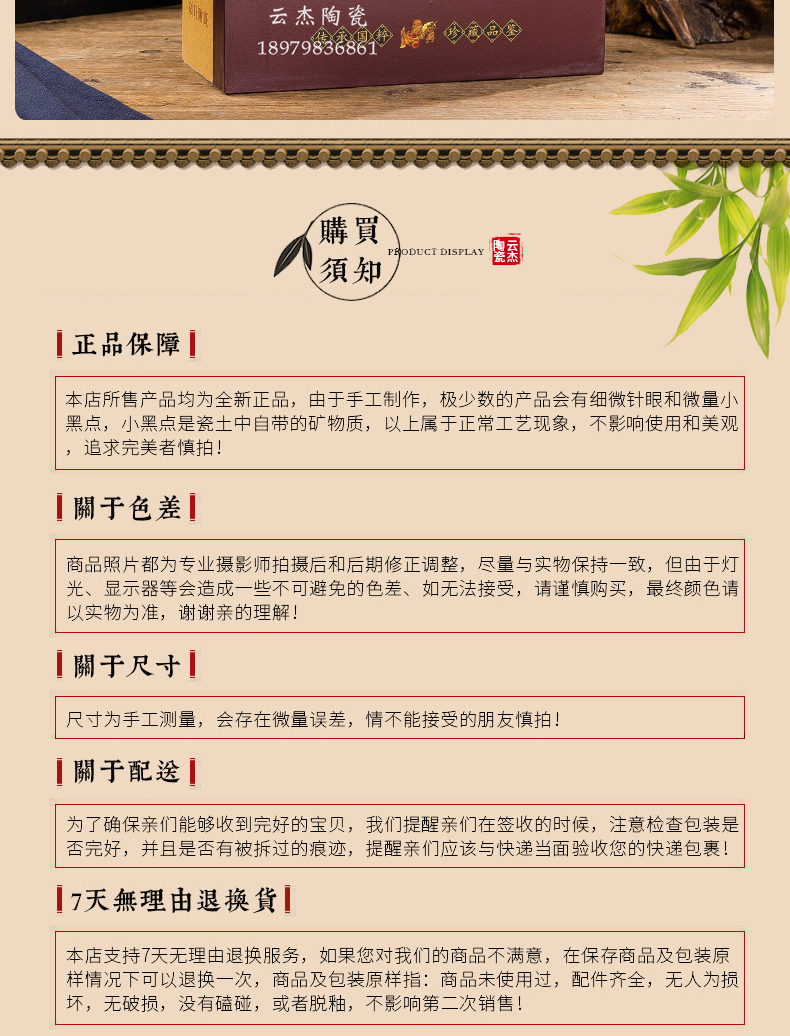 云杰陶瓷
传承国粹 珍藏品鉴
18979836861
購買
須知
PRODUCT DISPLAY
云杰
陶瓷
正品保障
本店所售产品均为全新正品，由于手工制作，极少数的产品会有细微针眼和微量小
黑点，小黑点是瓷土中自带的矿物质，以上属于正常工艺现象，不影响使用和美观
，追求完美者慎拍！
關于色差
商品照片都为专业摄影师拍摄后和后期修正调整，尽量与实物保持一致，但由于灯
光、显示器等会造成一些不可避免的色差、如无法接受，请谨慎购买，最终颜色请
以实物为准，谢谢亲的理解！
關于尺寸
尺寸为手工测量，会存在微量误差，情不能接受的朋友慎拍！
關于配送
为了确保亲们能够收到完好的宝贝，我们提醒亲们在签收的时候，注意检查包装是
否完好，并且是否有被拆过的痕迹，提醒亲们应该与快递当面验收您的快递包裹！
7天無理由退换貨
本店支持7天无理由退换服务，如果您对我们的商品不满意，在保存商品及包装原
样情况下可以退换一次，商品及包装原样指：商品未使用过，配件齐全，无人为损
坏，无破损，没有磕碰，或者脱釉，不影响第二次销售！